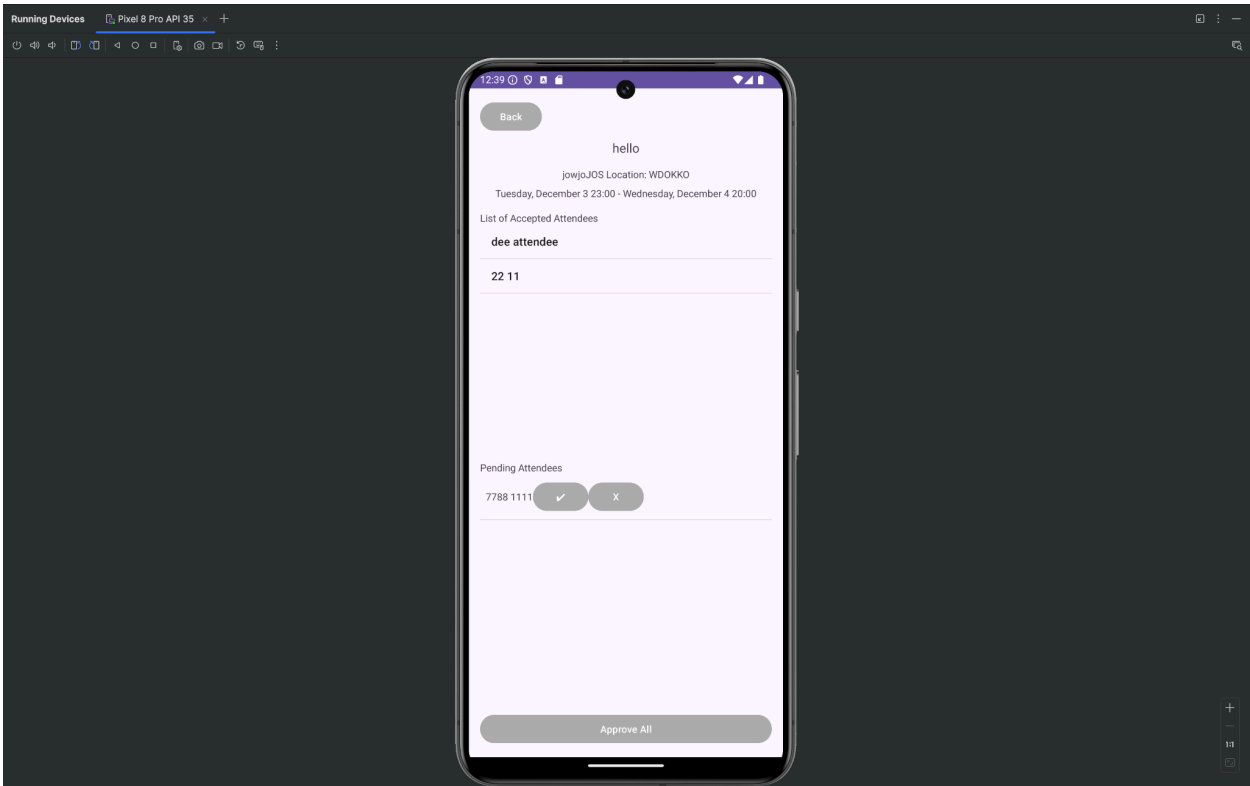 Running Devices Pixel 8 Pro API 35
12:39
Back
hello
jowjoJOS Location: WDOKKO
Tuesday, December 3 23:00 - Wednesday, December 4 20:00
List of Accepted Attendees
dee attendee
22 11
Pending Attendees
7788 1111 ✔ X
Approve All
1:1